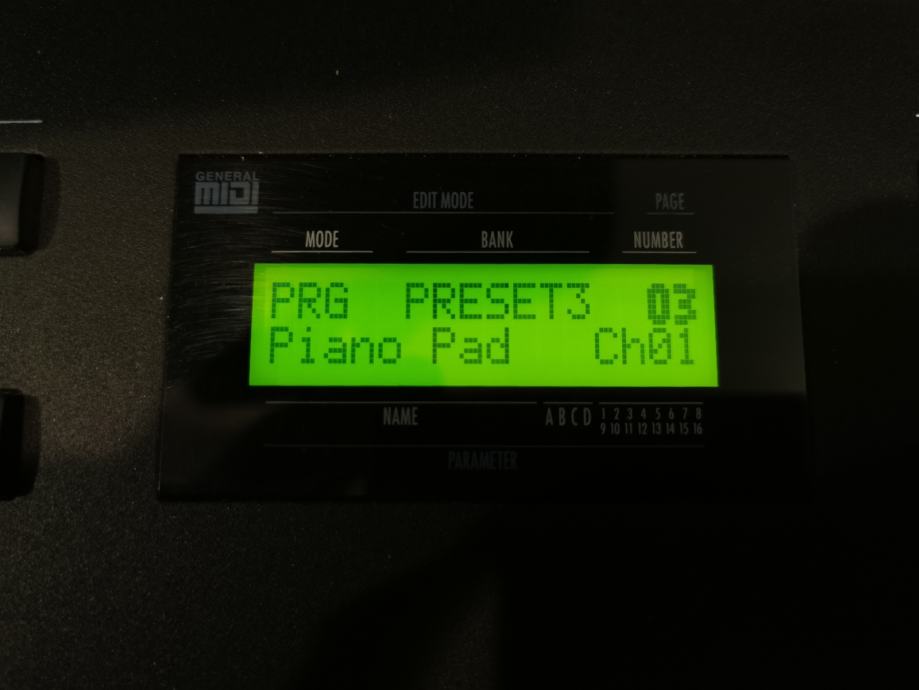 GENERAL
MIDI
EDIT MODE PAGE
MODE BANK NUMBER
PRG PRESET3 03
Piano Pad Ch01
NAME A B C D 1 2 3 4 5 6 7 8
9 10 11 12 13 14 15 16
PARAMETER